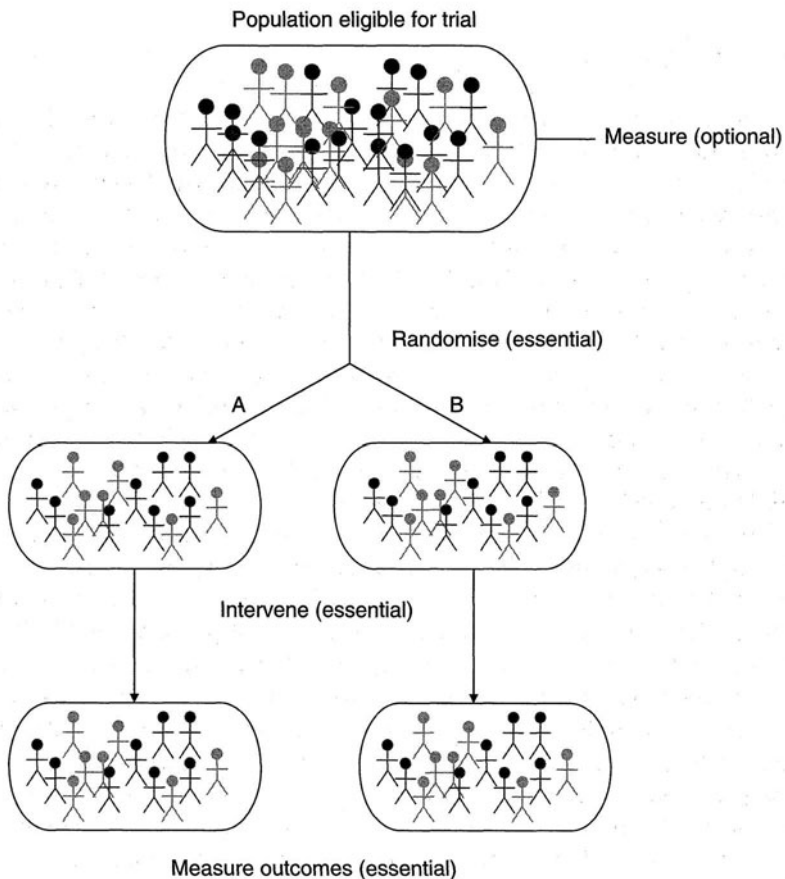 Population eligible for trial
Measure (optional)
Randomise (essential)
A
B
Intervene (essential)
Measure outcomes (essential)